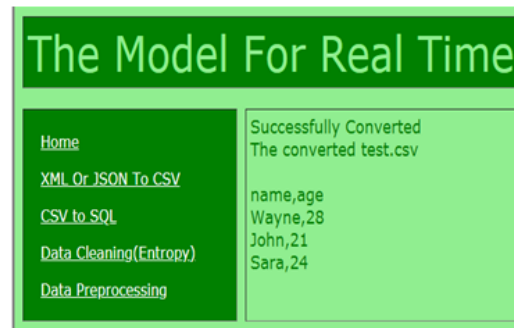 The Model For Real Time
Home
XML Or JSON To CSV
CSV to SQL
Data Cleaning(Entropy)
Data Preprocessing
Successfully Converted
The converted test.csv
name,age
Wayne,28
John,21
Sara,24